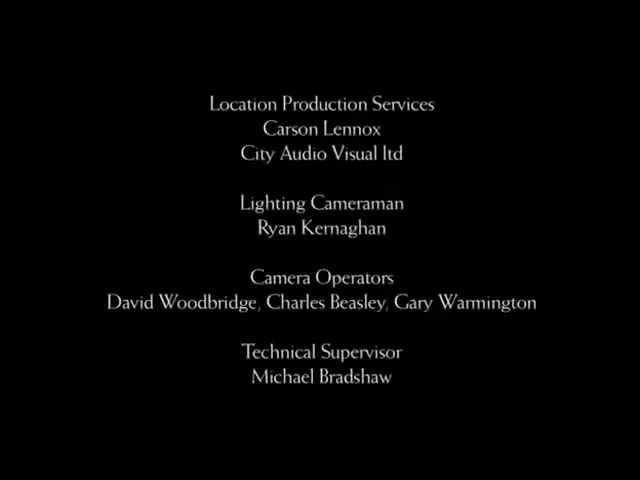 Location Production Services
Carson Lennox
City Audio Visual ltd
Lighting Cameraman
Ryan Kernaghan
Camera Operators
David Woodbridge, Charles Beasley, Gary Warmington
Technical Supervisor
Michael Bradshaw